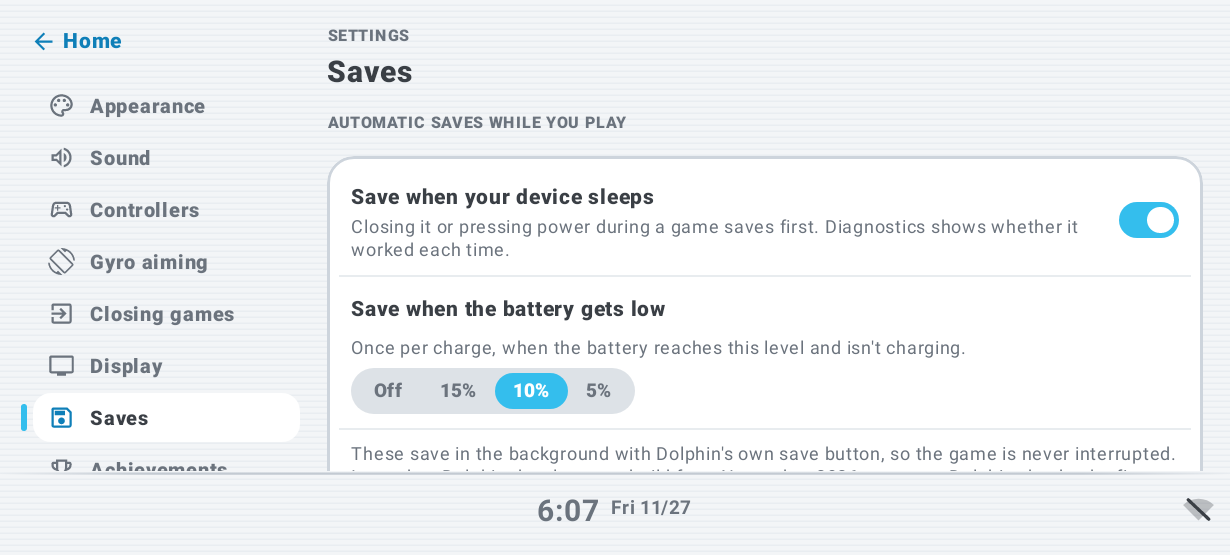 Home
Appearance
Sound
Controllers
Gyro aiming
Closing games
Display
Saves
Achievements
SETTINGS
Saves
AUTOMATIC SAVES WHILE YOU PLAY
Save when your device sleeps
Closing it or pressing power during a game saves first. Diagnostics shows whether it
worked each time.
Save when the battery gets low
Once per charge, when the battery reaches this level and isn't charging.
Off 15% 10% 5%
These save in the background with Dolphin's own save button, so the game is never interrupted.
6:07 Fri 11/27